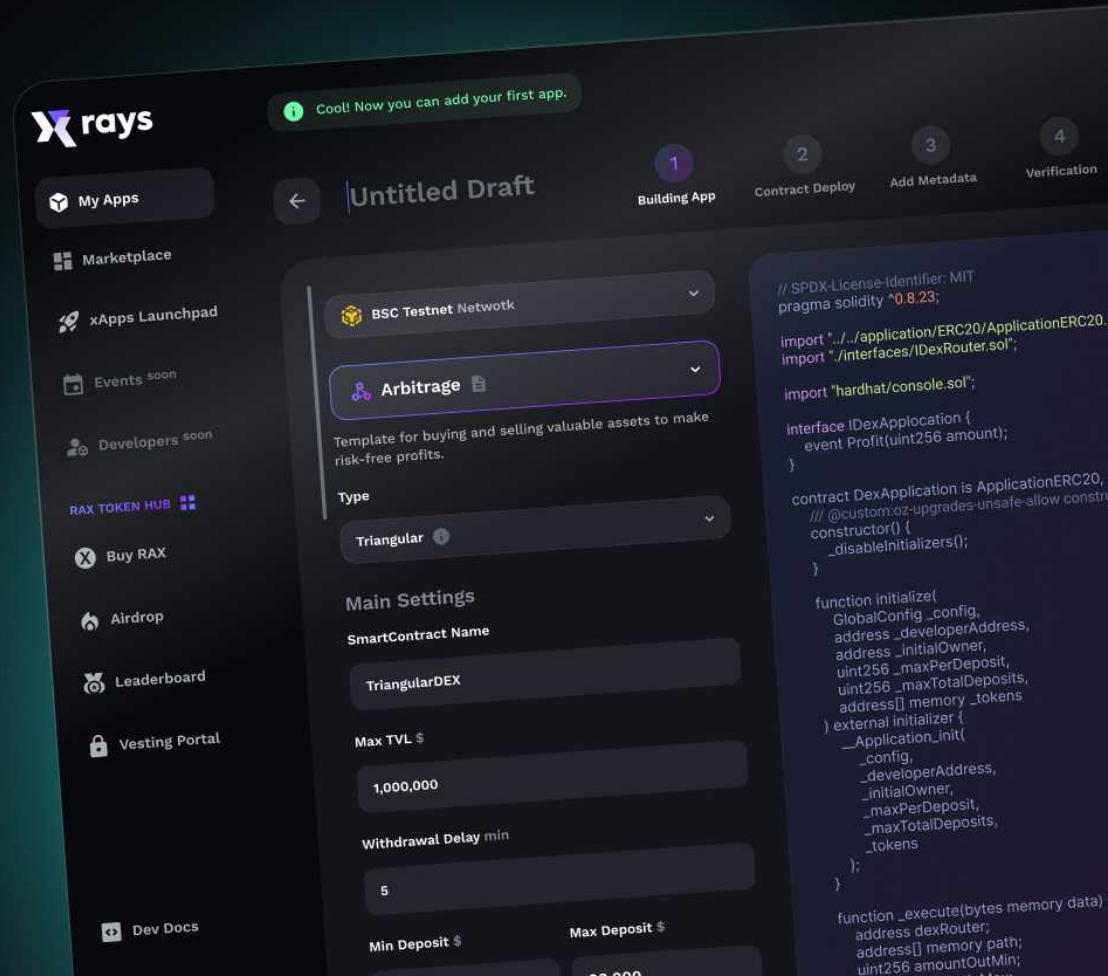 X rays
Cool! Now you can add your first app.
My Apps
Marketplace
xApps Launchpad
Events soon
Developers soon
RAX TOKEN HUB
Buy RAX
Airdrop
Leaderboard
Vesting Portal
Dev Docs
Untitled Draft
1
Building App
2
Contract Deploy
3
Add Metadata
4
Verification
BSC Testnet Netwotk
Arbitrage
Template for buying and selling valuable assets to make
risk-free profits.
Type
Triangular
Main Settings
SmartContract Name
TriangularDEX
Max TVL $
1,000,000
Withdrawal Delay min
5
Min Deposit $
Max Deposit $
// SPDX-License-Identifier: MIT
pragma solidity ^0.8.23;
import "../../application/ERC20/ApplicationERC20.
import "./interfaces/IDexRouter.sol";
import "hardhat/console.sol";
interface IDexApplocation {
event Profit(uint256 amount);
}
contract DexApplication is ApplicationERC20,
/// @custom:oz-upgrades-unsafe-allow constru
constructor() {
_disableInitializers();
}
function initialize(
GlobalConfig _config,
address _developerAddress,
address _initialOwner,
uint256 _maxPerDeposit,
uint256 _maxTotalDeposits,
address[] memory _tokens
) external initializer {
__Application_init(
_config,
_developerAddress,
_initialOwner,
_maxPerDeposit,
_maxTotalDeposits,
_tokens
);
}
function _execute(bytes memory data)
address dexRouter;
address[] memory path;
uint256 amountOutMin;